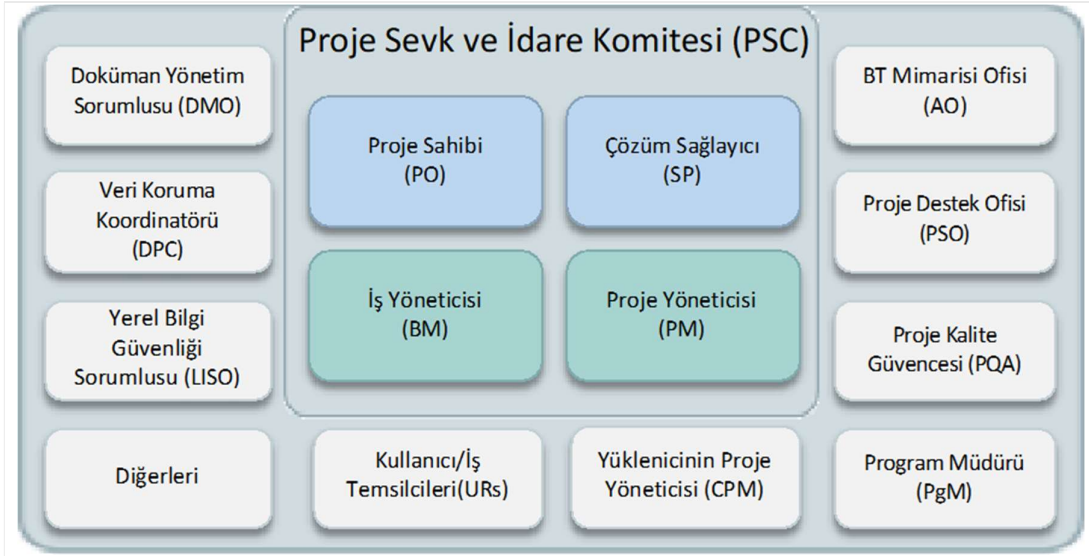 Proje Sevk ve İdare Komitesi (PSC)
Doküman Yönetim
Sorumlusu (DMO)
Veri Koruma
Koordinatörü
(DPC)
Yerel Bilgi
Güvenliği
Sorumlusu (LISO)
Diğerleri
Proje Sahibi
(PO)
Çözüm Sağlayıcı
(SP)
İş Yöneticisi
(BM)
Proje Yöneticisi
(PM)
Kullanıcı/İş
Temsilcileri(URs)
Yüklenicinin Proje
Yöneticisi (CPM)
BT Mimarisi Ofisi
(AO)
Proje Destek Ofisi
(PSO)
Proje Kalite
Güvencesi (PQA)
Program Müdürü
(PgM)